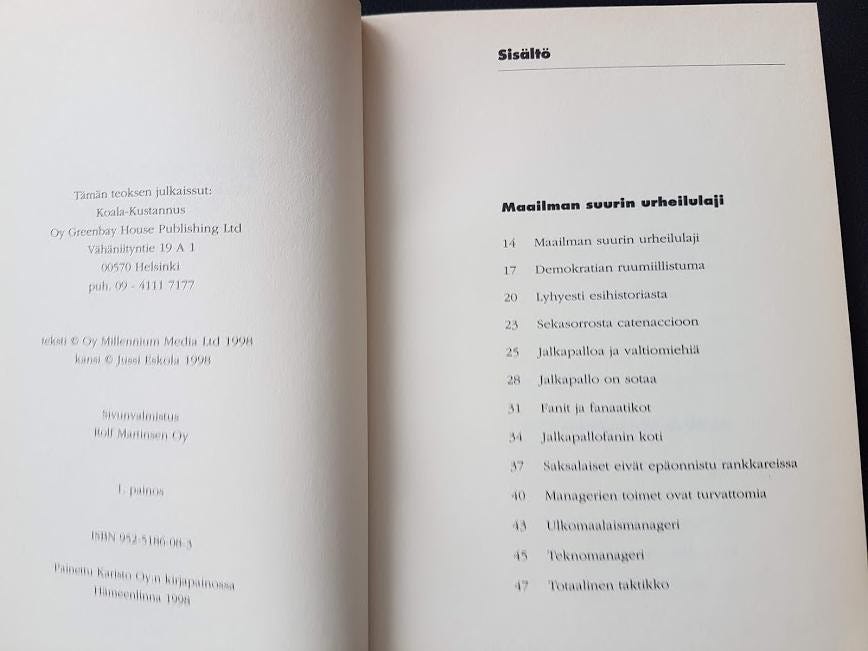 Tämän teoksen julkaissut:
Koala-Kustannus
Oy Greenbay House Publishing Ltd
Vähäniityntie 19 A 1
00570 Helsinki
puh. 09 - 4111 7177
teksti © Oy Millennium Media Ltd 1998
kansi © Jussi Eskola 1998
Sivunvalmistus
Rolf Martinsen Oy
1. painos
ISBN 952-5186-08-3
Painettu Karisto Oy:n kirjapainossa
Hämeenlinna 1998
Sisältö
Maailman suurin urheilulaji
14 Maailman suurin urheilulaji
17 Demokratian ruumiillistuma
20 Lyhyesti esihistoriasta
23 Sekasorrosta catenaccioon
25 Jalkapalloa ja valtiomiehiä
28 Jalkapallo on sotaa
31 Fanit ja fanaatikot
34 Jalkapallofanin koti
37 Saksalaiset eivät epäonnistu rankkareissa
40 Managerien toimet ovat turvattomia
43 Ulkomaalaismanageri
45 Teknomanageri
47 Totaalinen taktikko